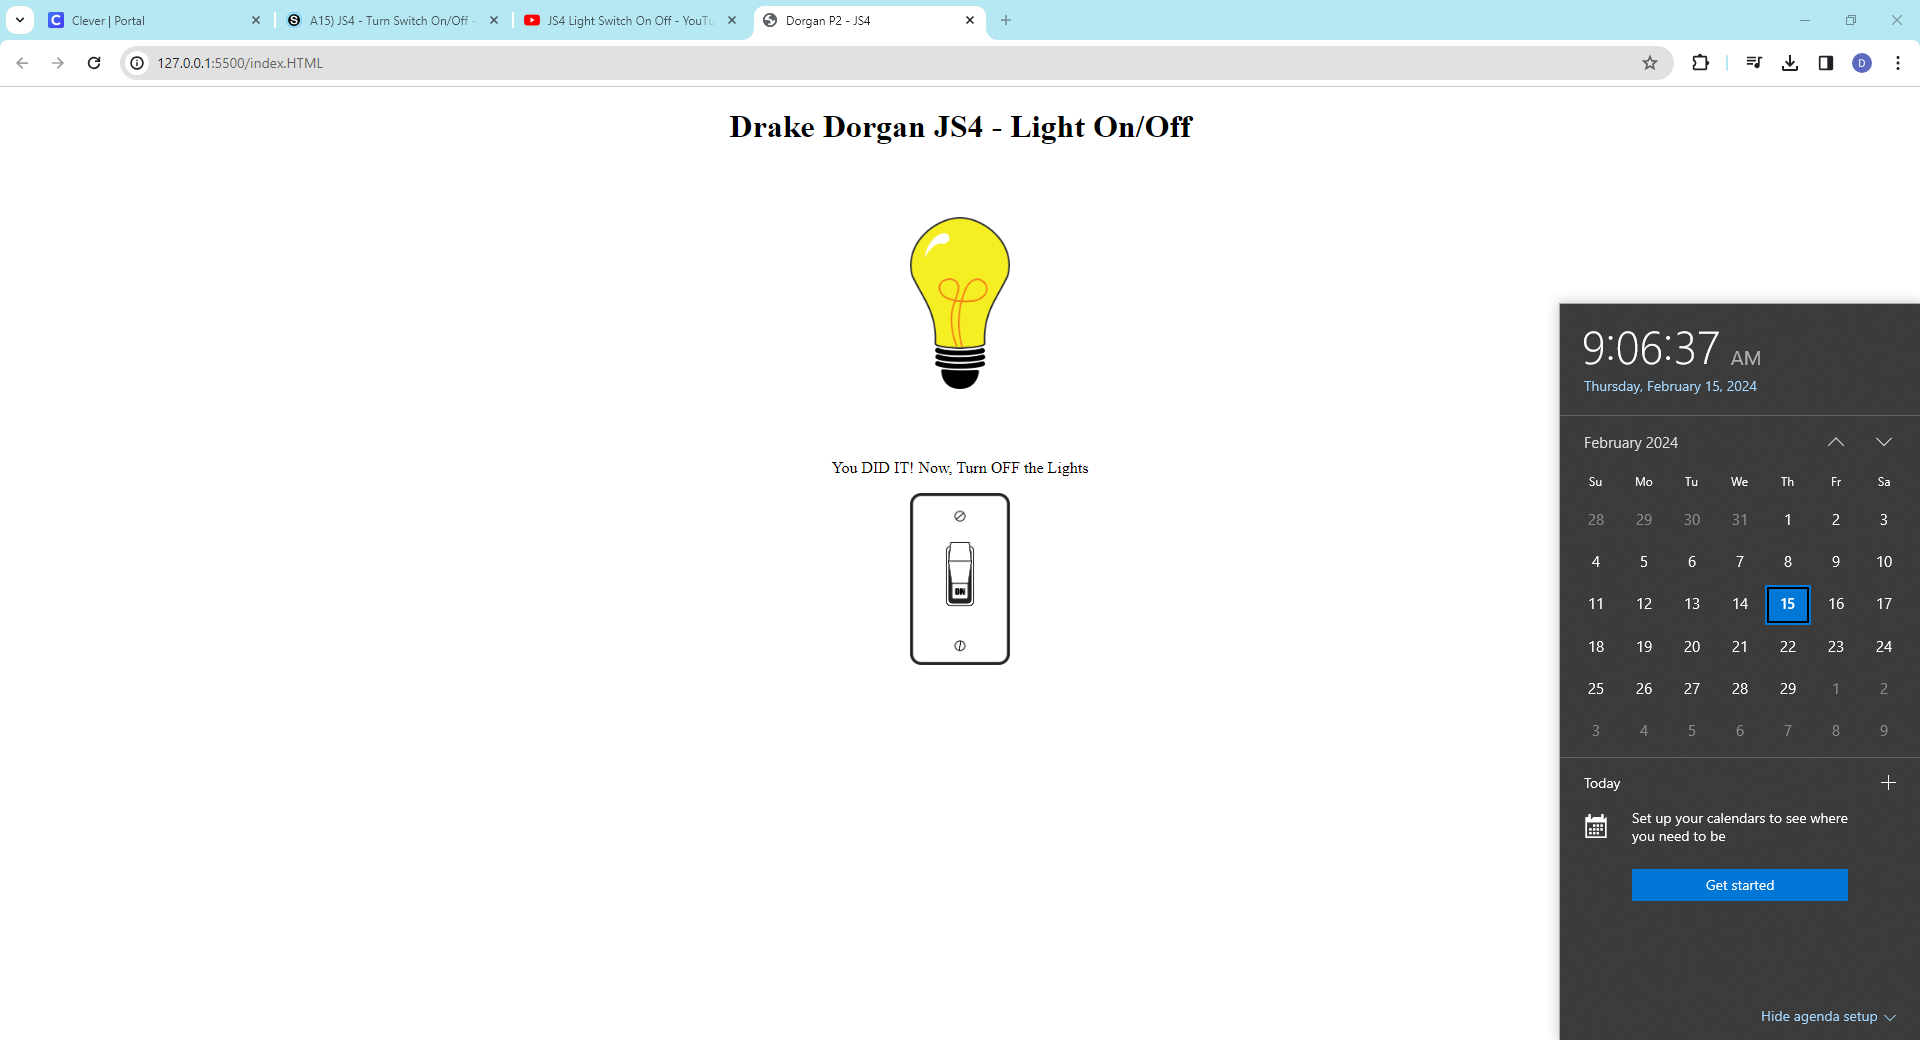 Clever | Portal
A15) JS4 - Turn Switch On/Off -
JS4 Light Switch On Off - YouTu
Dorgan P2 - JS4
127.0.0.1:5500/index.HTML
D
Drake Dorgan JS4 - Light On/Off
You DID IT! Now, Turn OFF the Lights
ON
9:06:37 AM
Thursday, February 15, 2024
February 2024
Su Mo Tu We Th Fr Sa
28 29 30 31 1 2 3
4 5 6 7 8 9 10
11 12 13 14 15 16 17
18 19 20 21 22 23 24
25 26 27 28 29 1 2
3 4 5 6 7 8 9
Today
Set up your calendars to see where
you need to be
Get started
Hide agenda setup